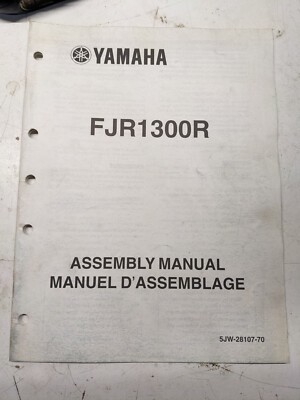 YAMAHA
FJR1300R
ASSEMBLY MANUAL
MANUEL D'ASSEMBLAGE
5JW-28107-70